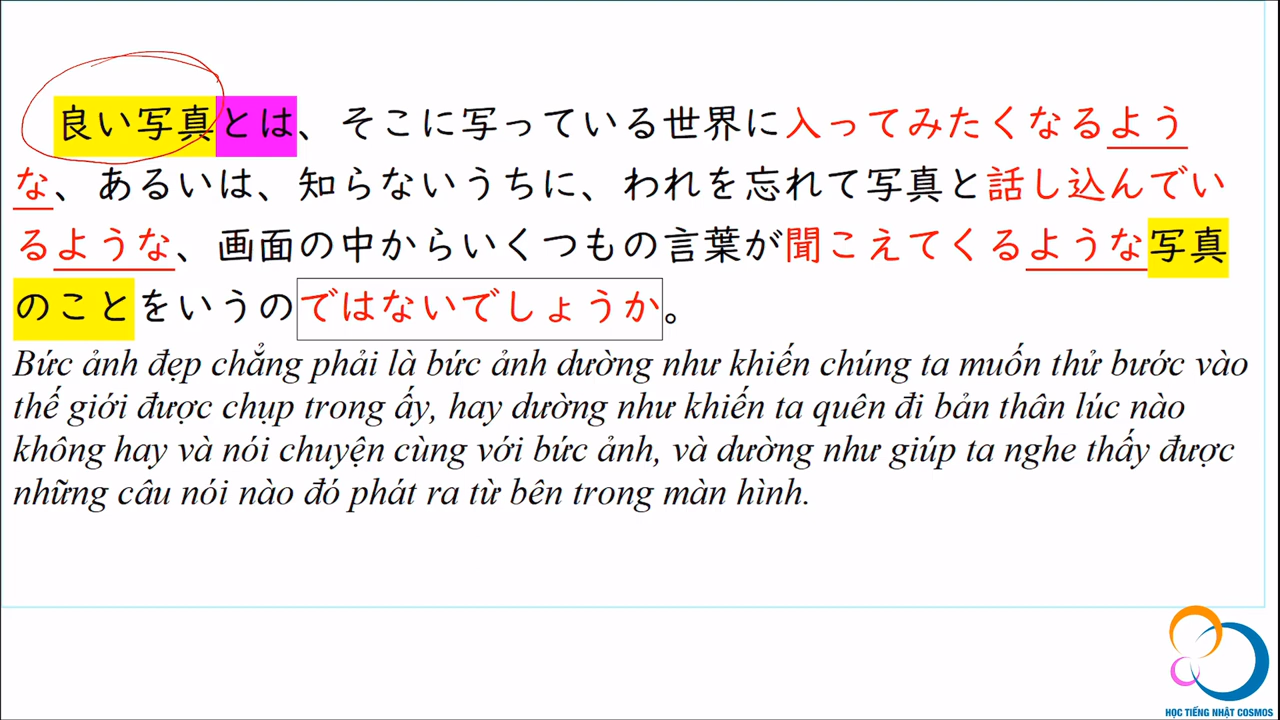 良い写真とは、そこに写っている世界に入ってみたくなるよう
な、あるいは、知らないうちに、われを忘れて写真と話し込んでい
るような、画面の中からいくつもの言葉が聞こえてくるような写真
のことをいうのではないでしょうか。
Bức ảnh đẹp chẳng phải là bức ảnh dường như khiến chúng ta muốn thử bước vào
thế giới được chụp trong ấy, hay dường như khiến ta quên đi bản thân lúc nào
không hay và nói chuyện cùng với bức ảnh, và dường như giúp ta nghe thấy được
những câu nói nào đó phát ra từ bên trong màn hình.
HỌC TIẾNG NHẬT COSMOS